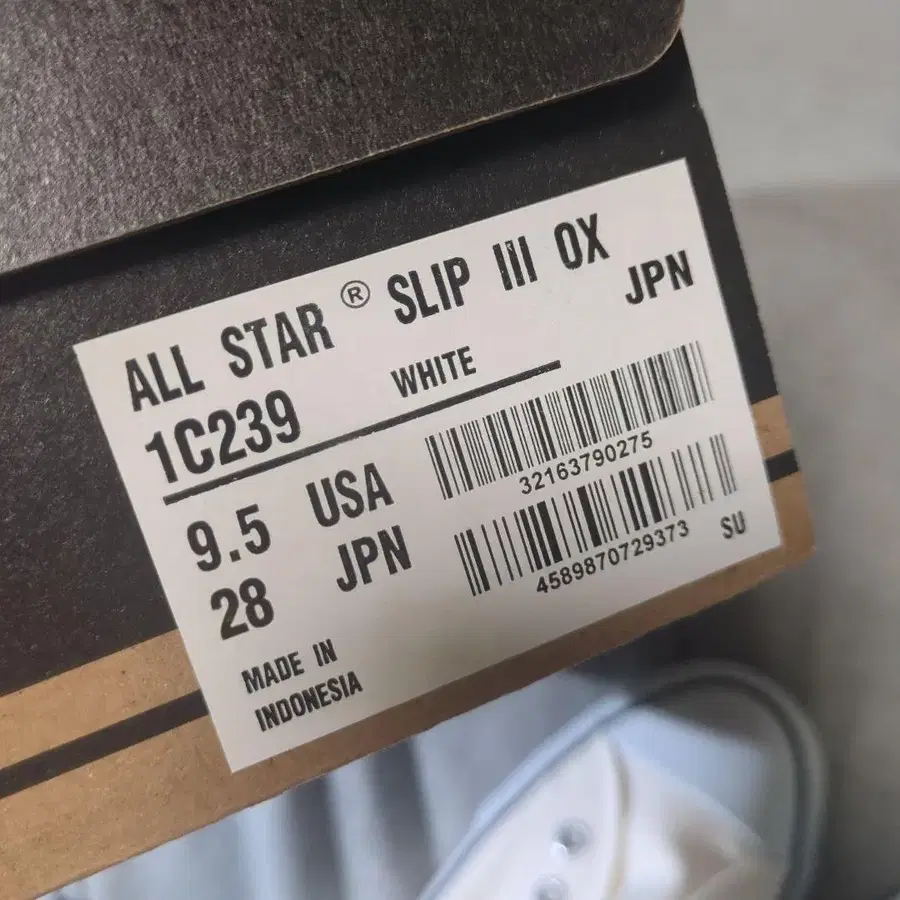 ALL STAR ® SLIP III OX
JPN
1C239 WHITE
9.5 USA
32163790275
28 JPN
4589870729373 SU
MADE IN
INDONESIA